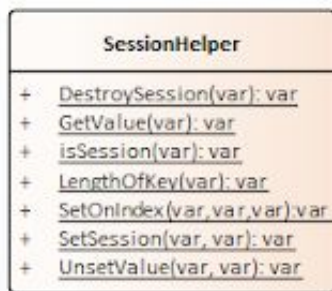 SessionHelper
+ DestroySession(var): var
+ GetValue(var): var
+ isSession(var): var
+ LengthOfKey(var): var
+ SetOnIndex(var,var,var):var
+ SetSession(var, var): var
+ UnsetValue(var, var): var